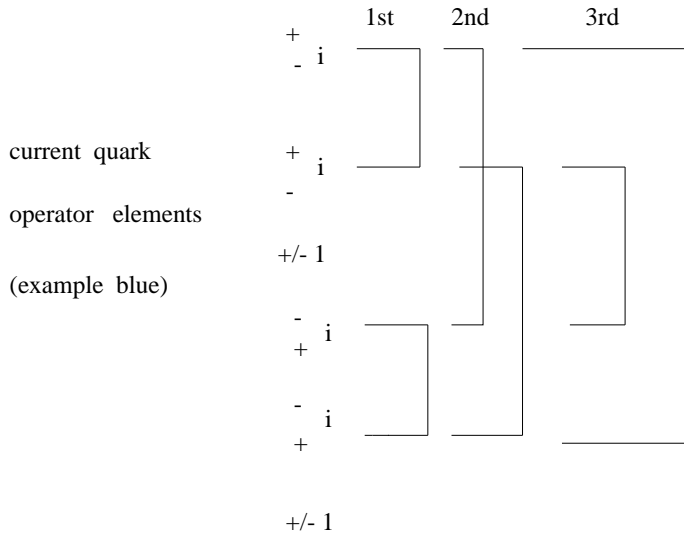 1st 2nd 3rd
+
- i
current quark
+
i
-
operator elements
+/- 1
(example blue)
-
i
+
-
i
+
+/- 1